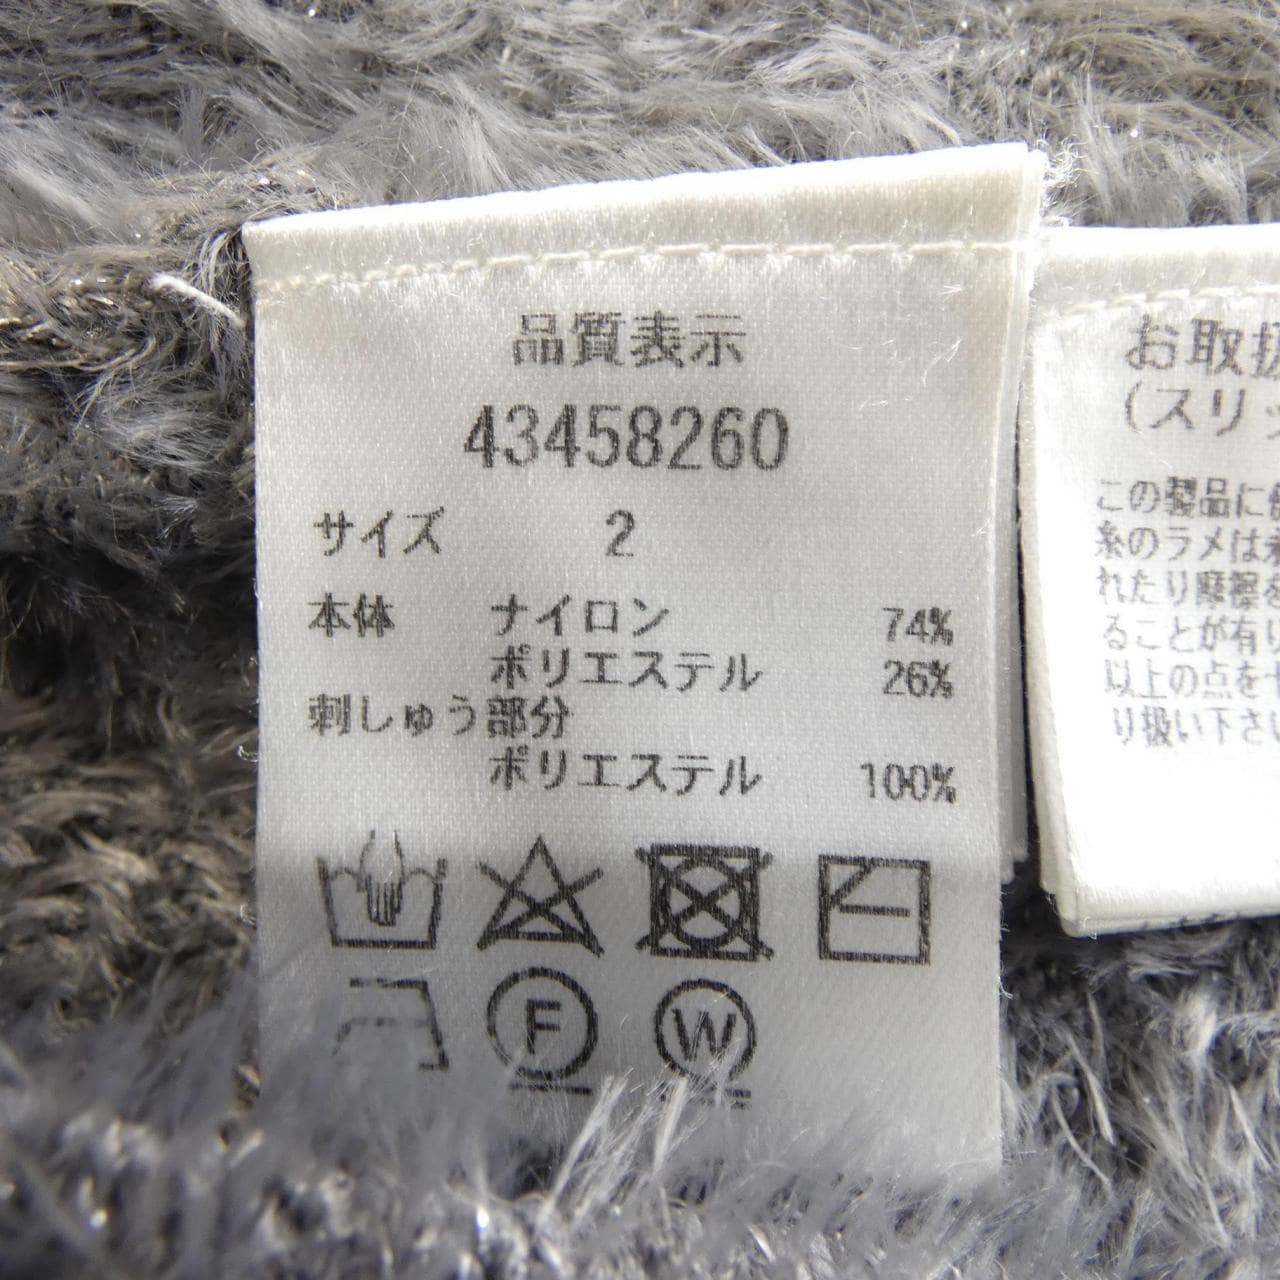 品質表示
43458260
サイズ 2
本体 ナイロン 74%
ポリエステル 26%
刺しゅう部分
ポリエステル 100%
F
W
お取扱
(スリッ
この製品に使
糸のラメは着
れたり摩擦を
ることが有り
以上の点を
り扱い下さい